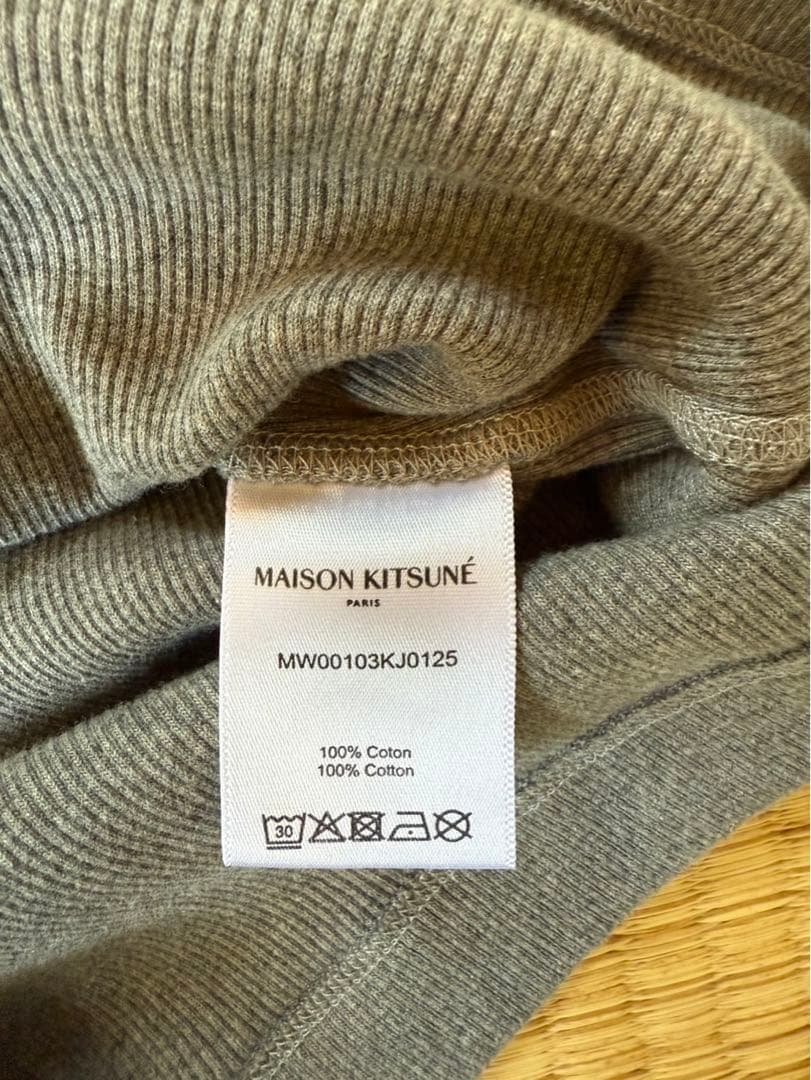 MAISON KITSUNÉ
PARIS
MW00103KJ0125
100% Coton
100% Cotton
30